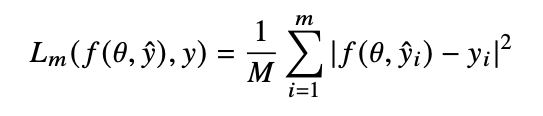 L_m(f(θ, ŷ), y) = \frac{1}{M} \sum_{i=1}^{m} |f(θ, ŷ_i) − y_i|^2